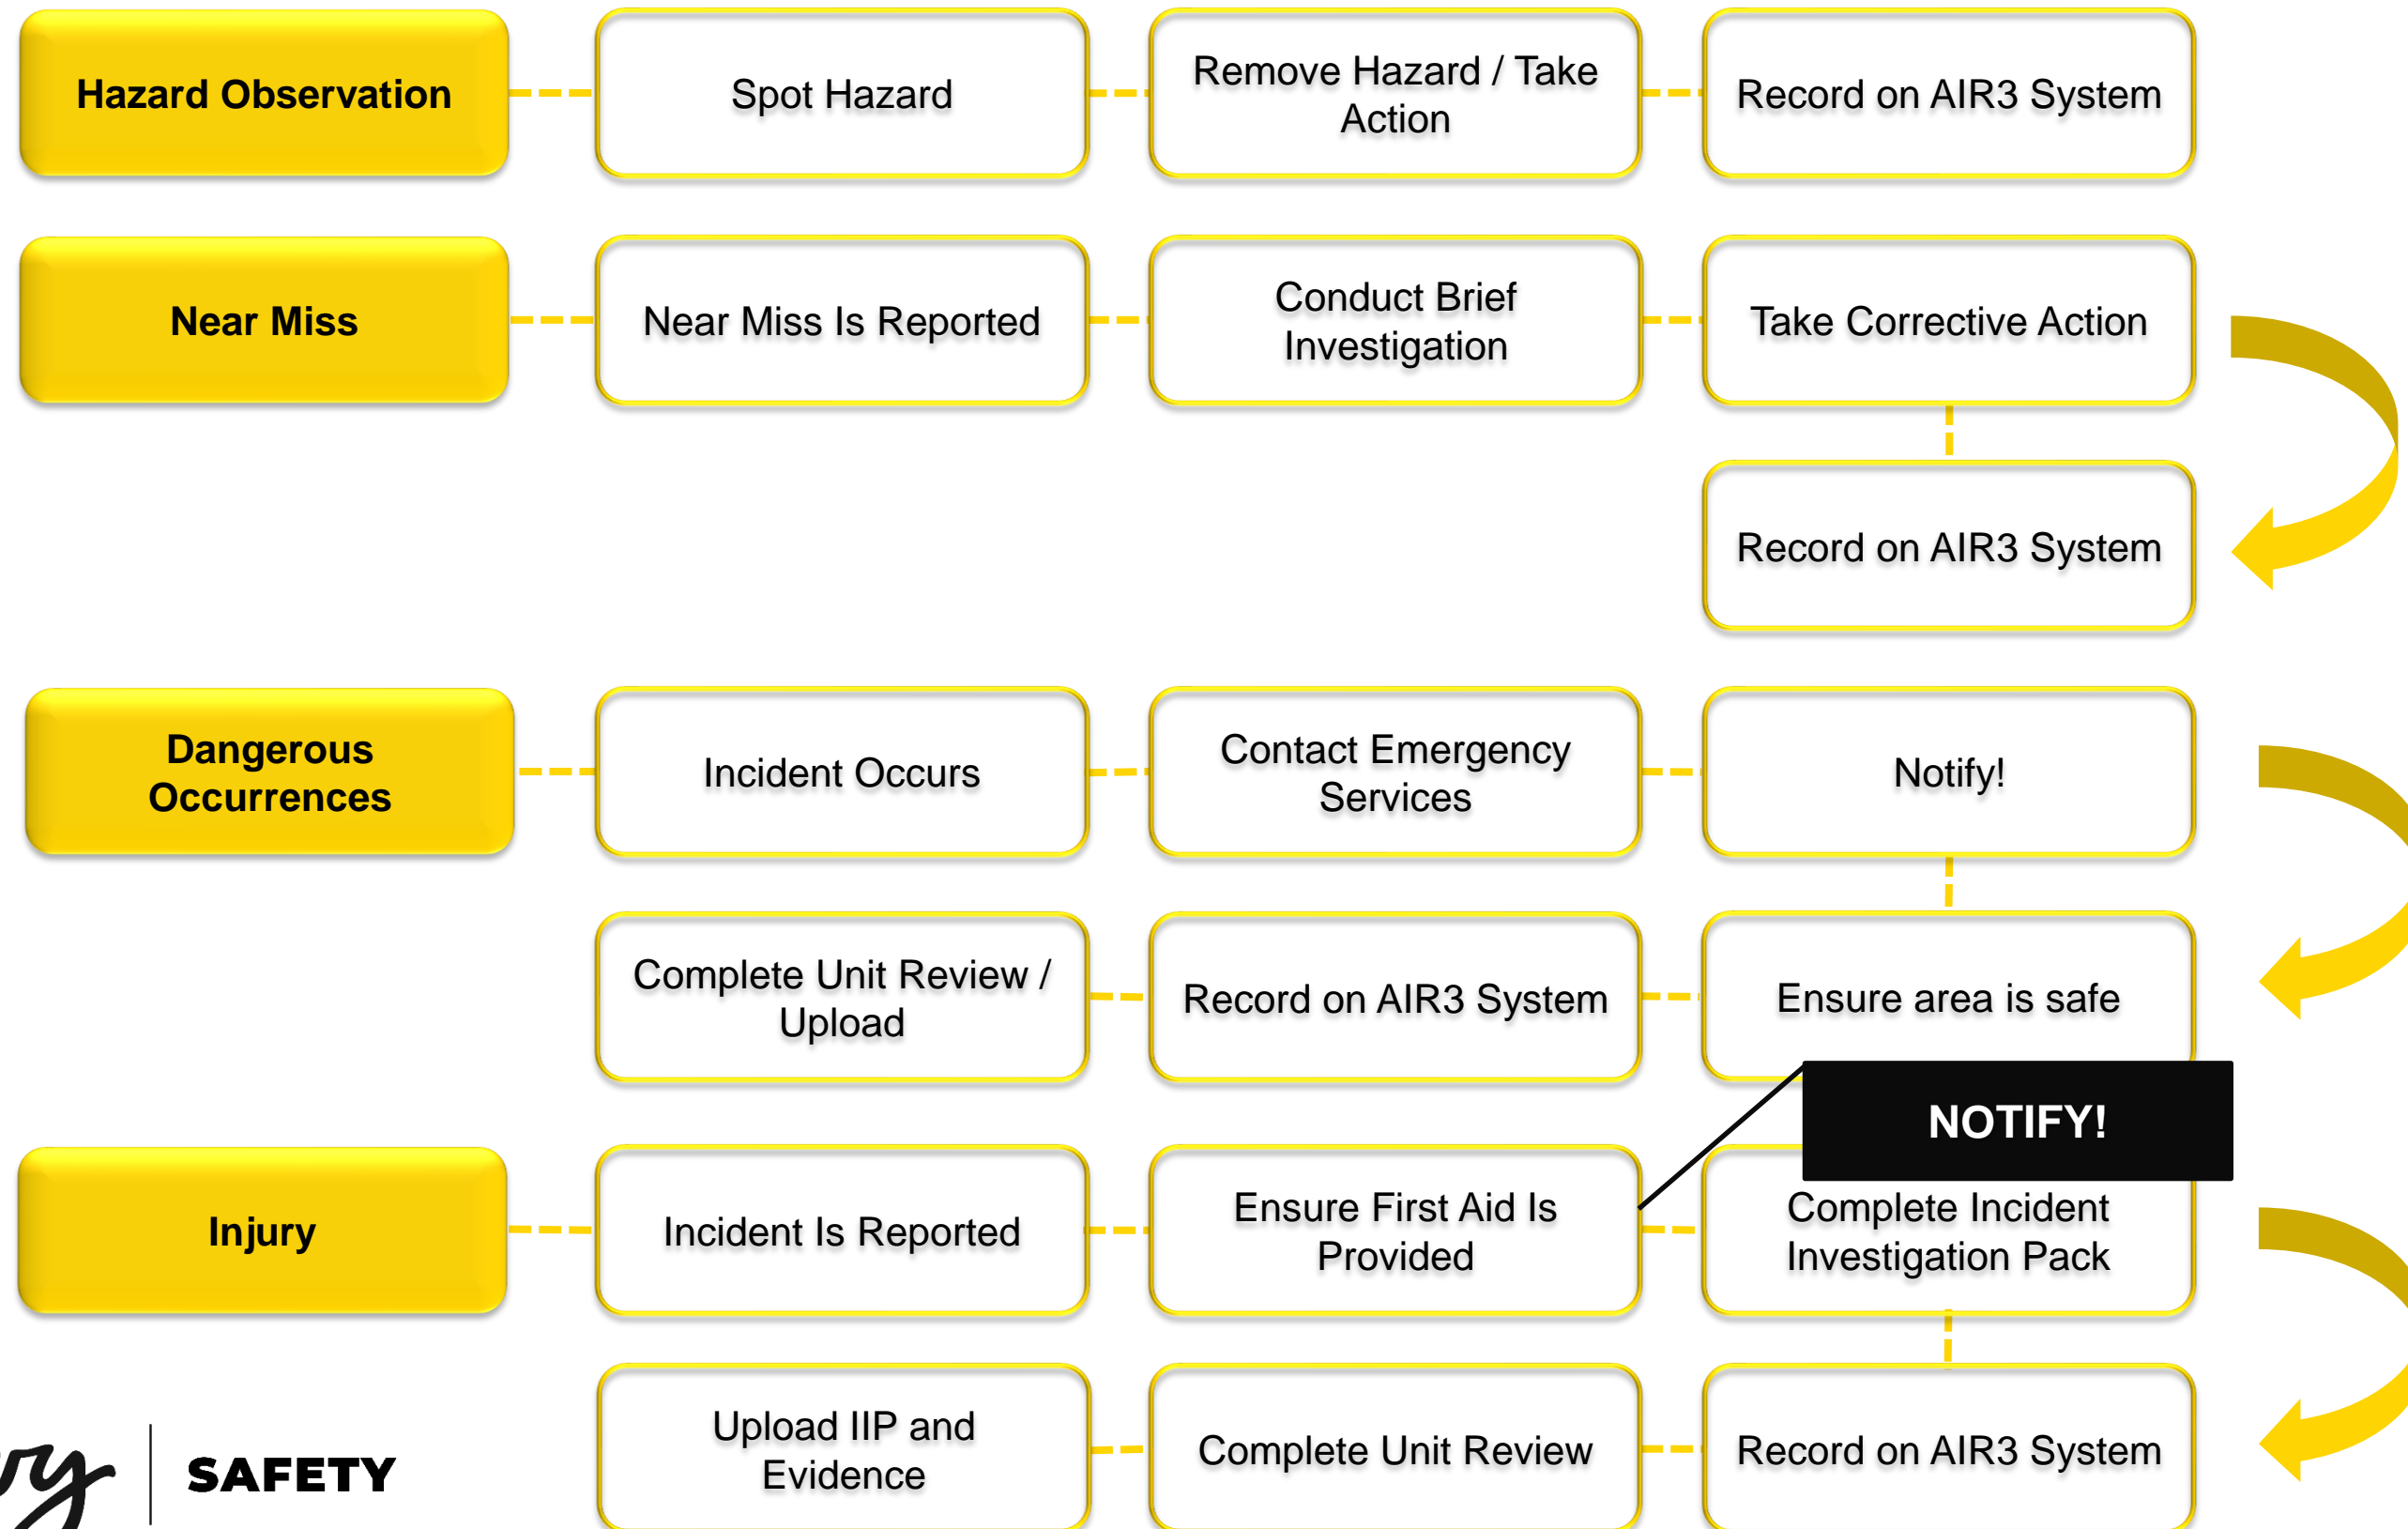 Hazard Observation
Spot Hazard
Remove Hazard / Take
Action
Record on AIR3 System
Near Miss
Near Miss Is Reported
Conduct Brief
Investigation
Take Corrective Action
Record on AIR3 System
Dangerous
Occurrences
Incident Occurs
Contact Emergency
Services
Notify!
Ensure area is safe
Record on AIR3 System
Complete Unit Review /
Upload
Injury
Incident Is Reported
Ensure First Aid Is
Provided
NOTIFY!
Complete Incident
Investigation Pack
Record on AIR3 System
Complete Unit Review
Upload IIP and
Evidence
SAFETY